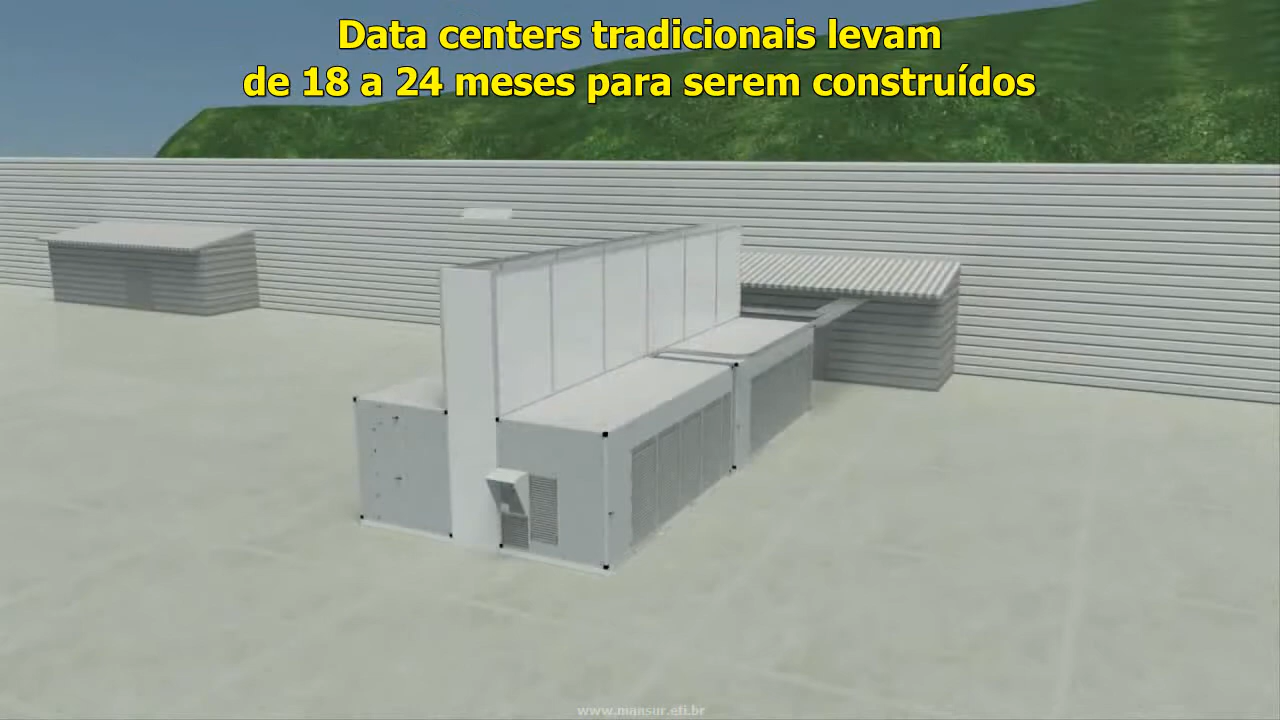 Data centers tradicionais levam
de 18 a 24 meses para serem construídos
www.mansur.eti.br